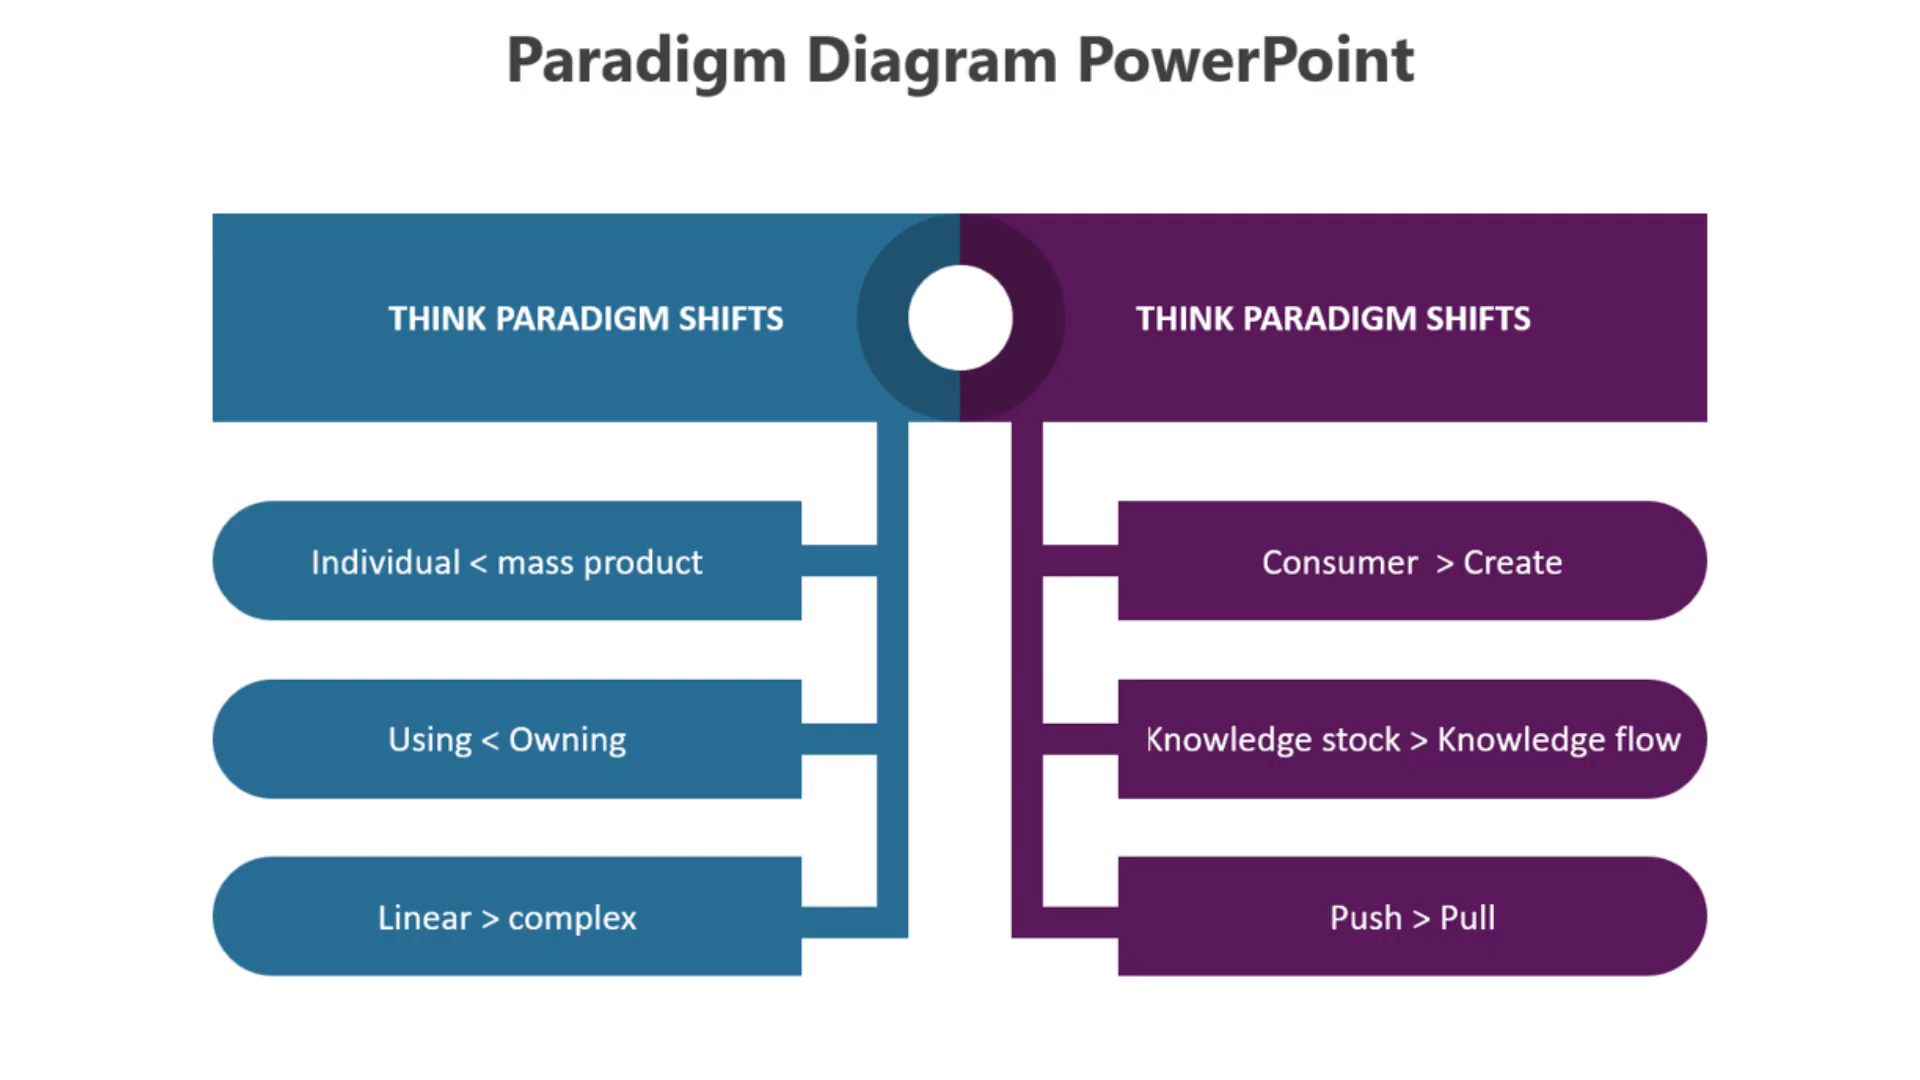 Paradigm Diagram PowerPoint
THINK PARADIGM SHIFTS
THINK PARADIGM SHIFTS
Individual < mass product
Using < Owning
Linear > complex
Consumer  > Create
Knowledge stock > Knowledge flow
Push > Pull